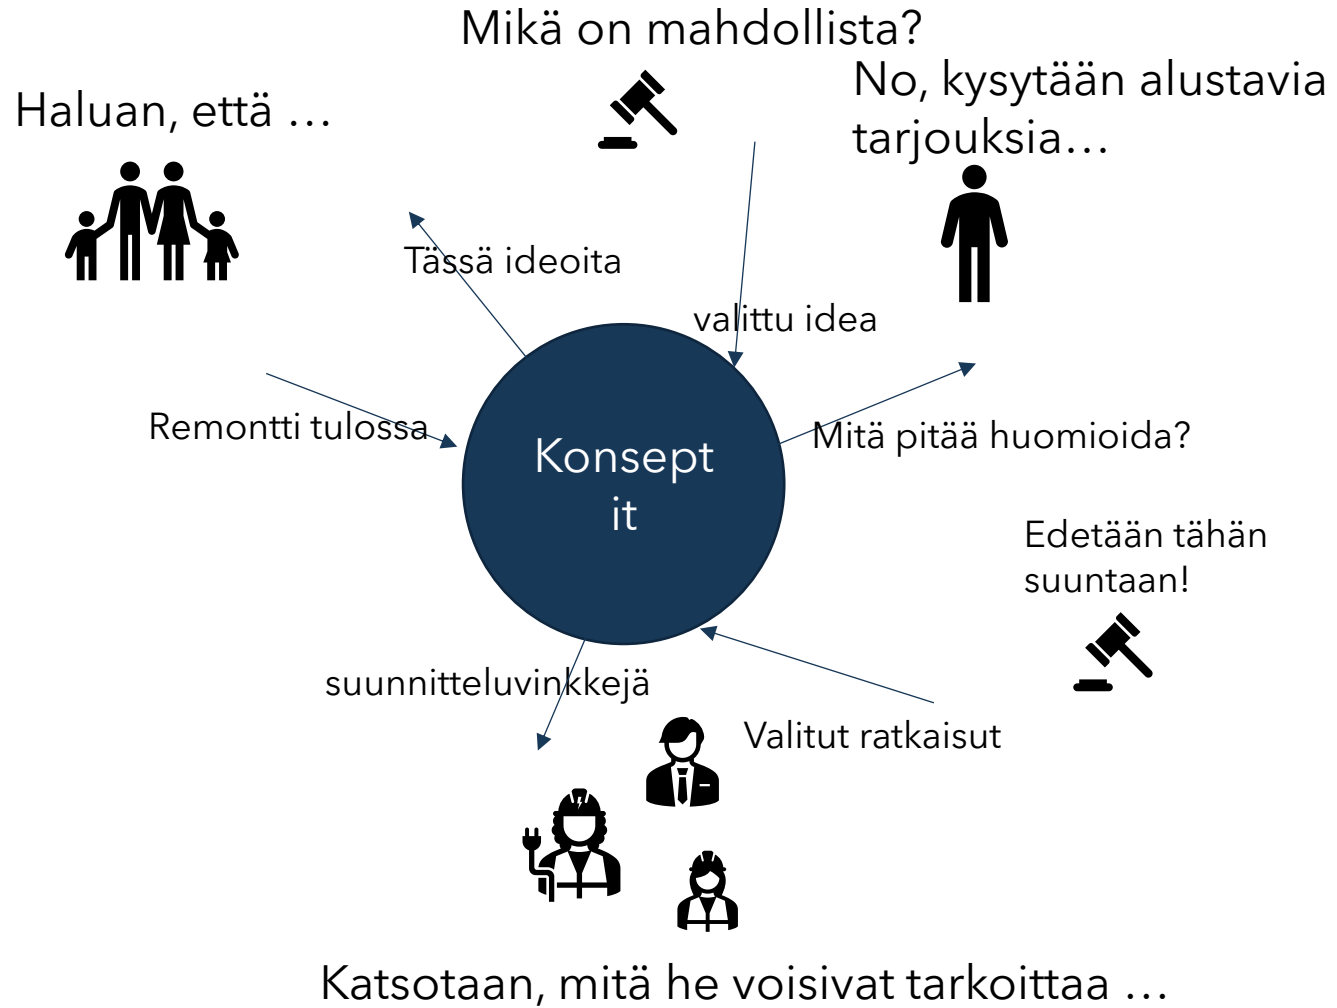 Mikä on mahdollista?
No, kysytään alustavia
tarjouksia…
Haluan, että …
Tässä ideoita
valittu idea
Remontti tulossa
Mitä pitää huomioida?
Konsept
it
Edetään tähän
suuntaan!
suunnitteluvinkkejä
Valitut ratkaisut
Katsotaan, mitä he voisivat tarkoittaa …